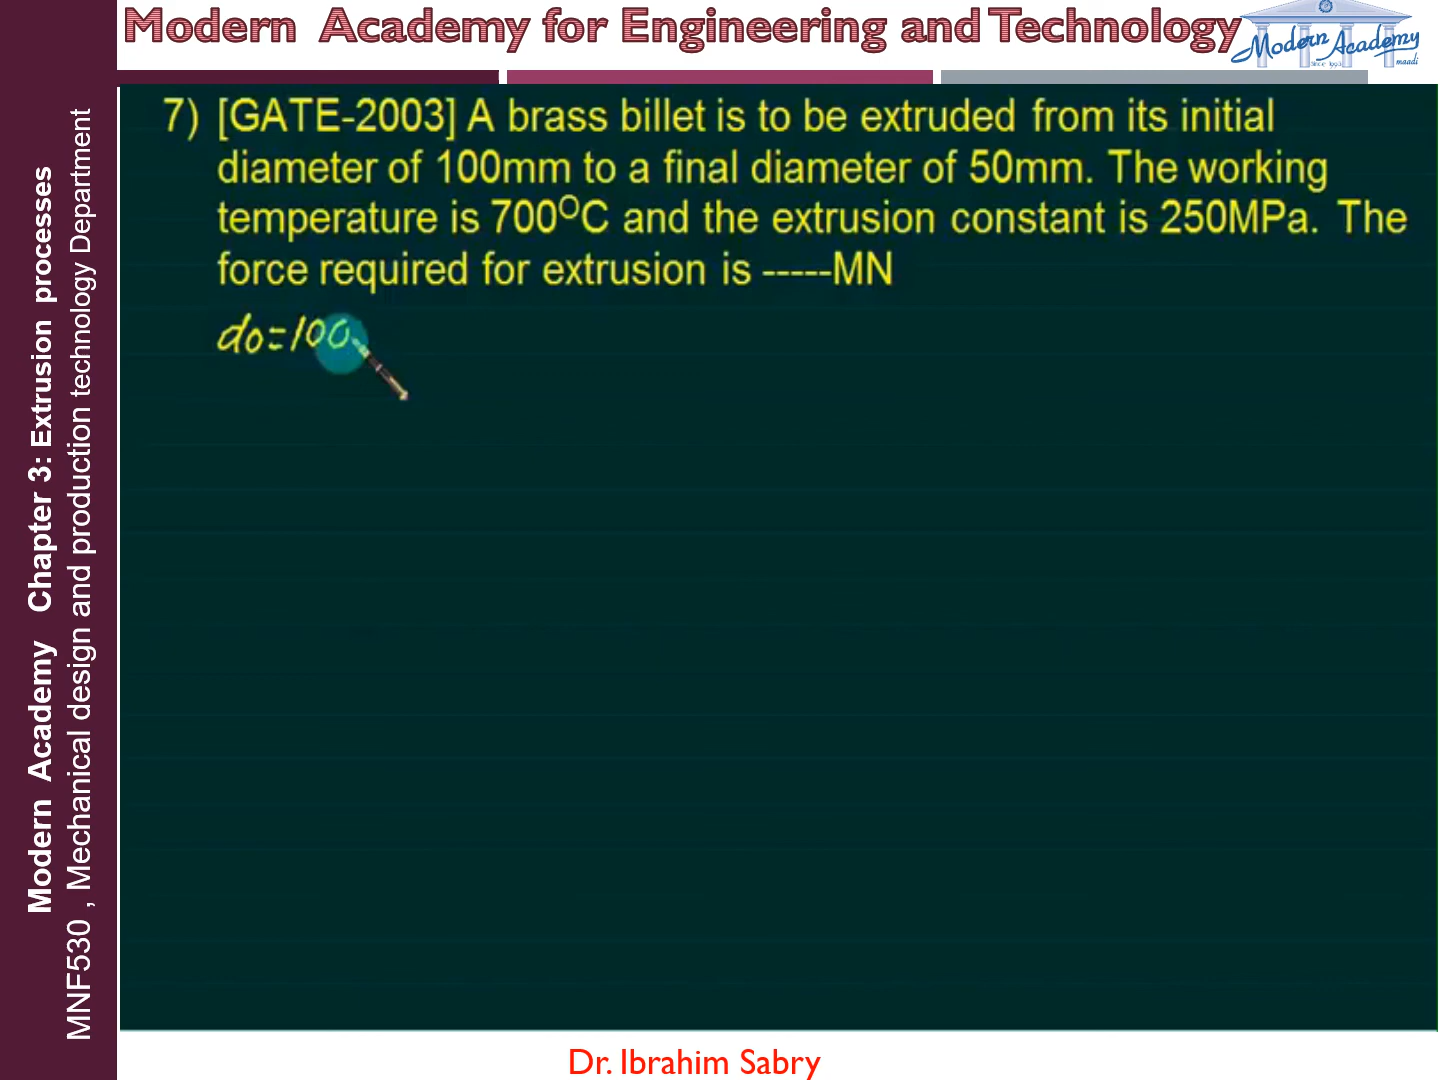 Modern Academy for Engineering and Technology
Modern Academy
Since 1993
maadi
Modern Academy Chapter 3: Extrusion processes
MNF530 , Mechanical design and production technology Department
7) [GATE-2003] A brass billet is to be extruded from its initial
diameter of 100mm to a final diameter of 50mm. The working
temperature is 700°C and the extrusion constant is 250MPa. The
force required for extrusion is -----MN
do=100
Dr. Ibrahim Sabry